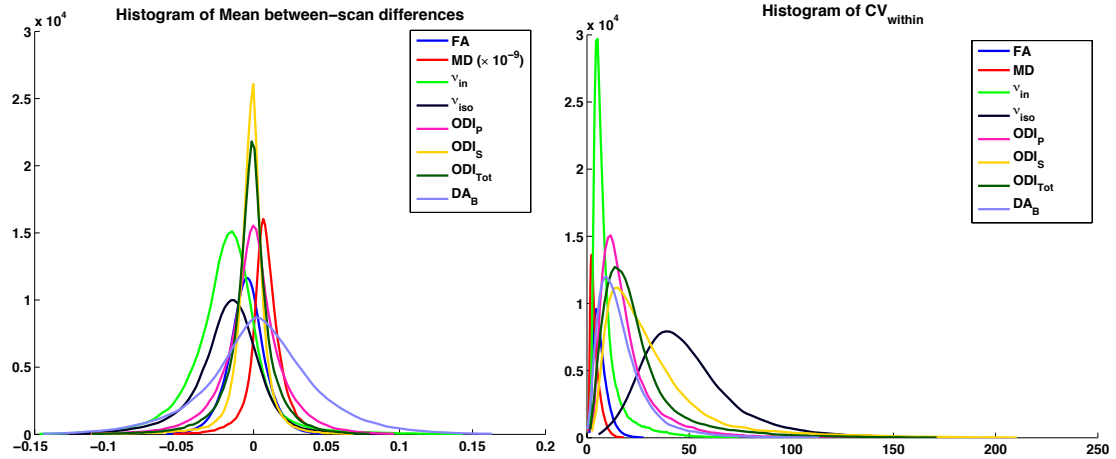 Histogram of Mean between−scan differences
x 10^4
3
2.5
2
1.5
1
0.5
0
−0.15
−0.1
−0.05
0
0.05
0.1
0.15
0.2
FA
MD (× 10^-9)
ν_in
ν_iso
ODI_P
ODI_S
ODI_Tot
DA_B
Histogram of CV_within
x 10^4
3
2.5
2
1.5
1
0.5
0
0
50
100
150
200
250
FA
MD
ν_in
ν_iso
ODI_P
ODI_S
ODI_Tot
DA_B